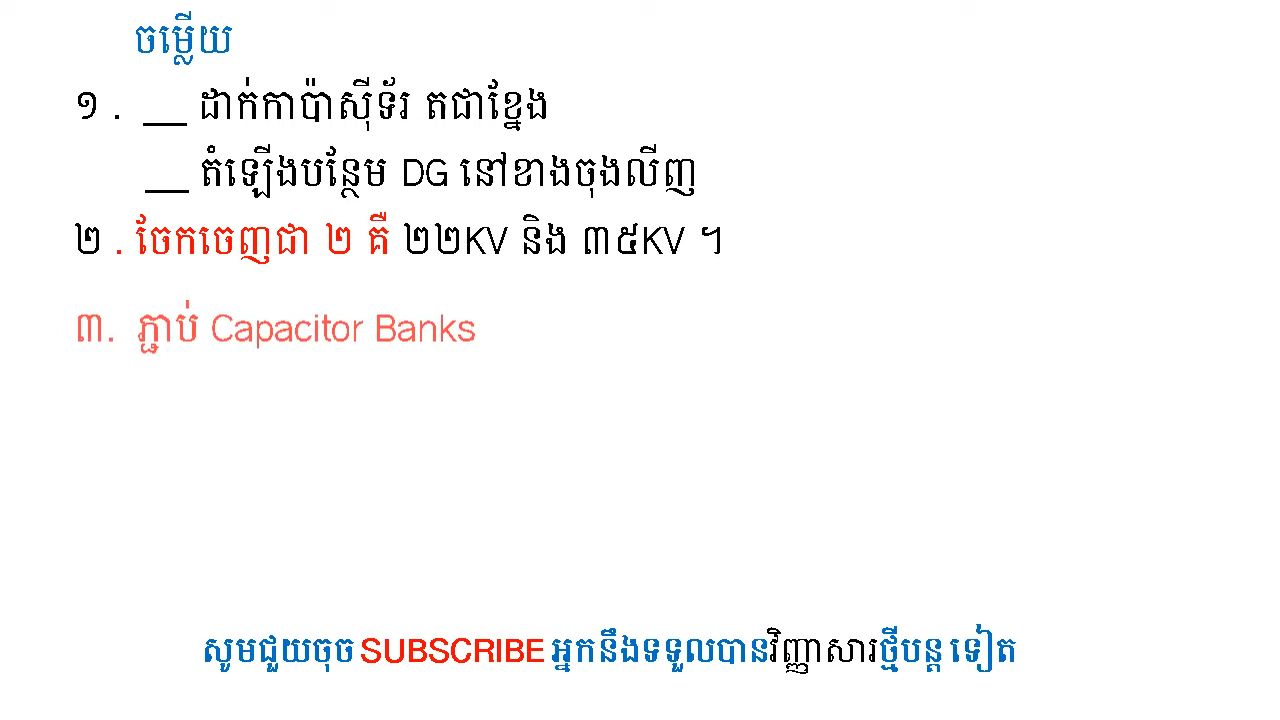 ចម្លើយ
១ . __ ដាក់កាប៉ាស៊ីទ័រ តជាខ្នែង
__ តំឡើងបន្ថែម DG នៅខាងចុងលីញ
២ . ចែកចេញជា ២ គឺ ២២KV និង ៣៥KV ។
៣. ភ្ជាប់ Capacitor Banks
សូមជួយចុច SUBSCRIBE អ្នកនឹងទទួលបានវិញ្ញាសារថ្មីបន្ត ទៀត